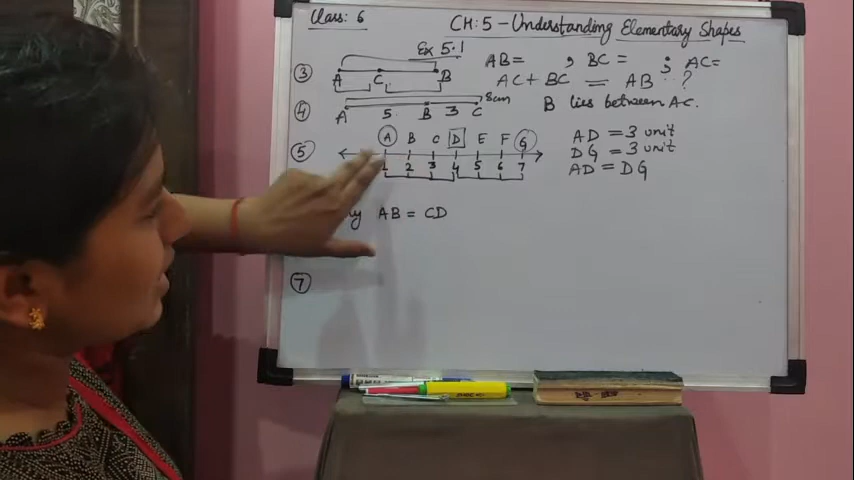 Class: 6
CH: 5 - Understanding Elementary Shapes
Ex 5.1
③ A C B
AB= , BC= ; AC=
AC + BC = AB ?
④ A 5 B 3 C 8cm
B lies between AC.
⑤ A B C D E F G
1 2 3 4 5 6 7
AD = 3 unit
DG = 3 unit
AD = DG
AB = CD
⑦